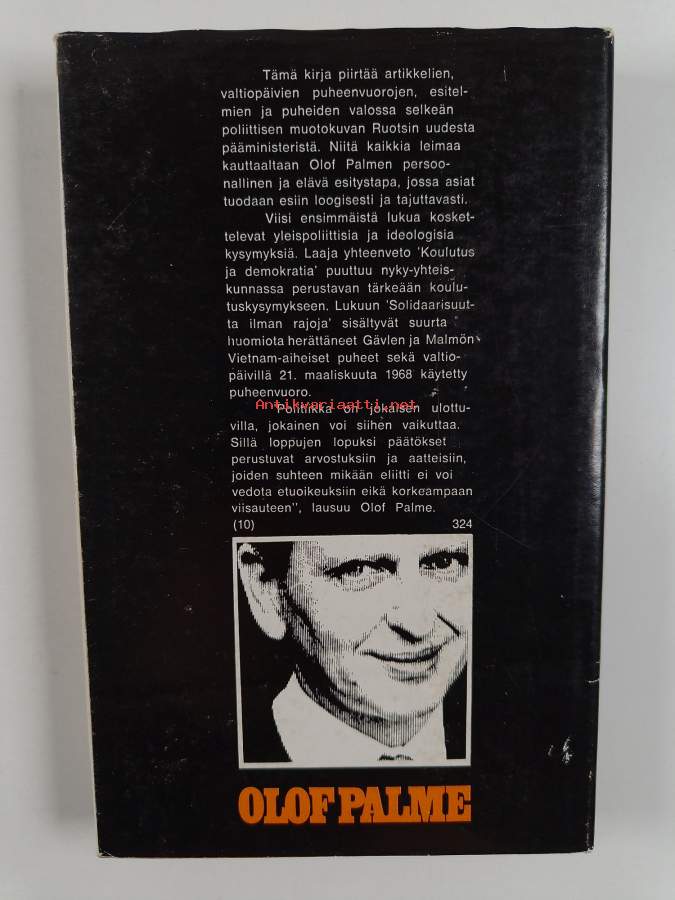 Tämä kirja piirtää artikkelien,
valtiopäivien puheenvuorojen, esitel-
mien ja puheiden valossa selkeän
poliittisen muotokuvan Ruotsin uudesta
pääministeristä. Niitä kaikkia leimaa
kauttaaltaan Olof Palmen persoo-
nallinen ja elävä esitystapa, jossa asiat
tuodaan esiin loogisesti ja tajuttavasti.
Viisi ensimmäistä lukua kosket-
televat yleispoliittisia ja ideologisia
kysymyksiä. Laaja yhteenveto 'Koulutus
ja demokratia' puuttuu nyky-yhteis-
kunnassa perustavan tärkeään koulu-
tuskysymykseen. Lukuun 'Solidaarisuut-
ta ilman rajoja' sisältyvät suurta
huomiota herättäneet Gävlen ja Malmön
Vietnam-aiheiset puheet sekä valtio-
päivillä 21. maaliskuuta 1968 käytetty
puheenvuoro.
Antikvariaatti.net
"Politiikka on jokaisen ulottu-
villa, jokainen voi siihen vaikuttaa.
Sillä loppujen lopuksi päätökset
perustuvat arvostuksiin ja aatteisiin,
joiden suhteen mikään eliitti ei voi
vedota etuoikeuksiin eikä korkeampaan
viisauteen", lausuu Olof Palme.
(10) 324
OLOF PALME